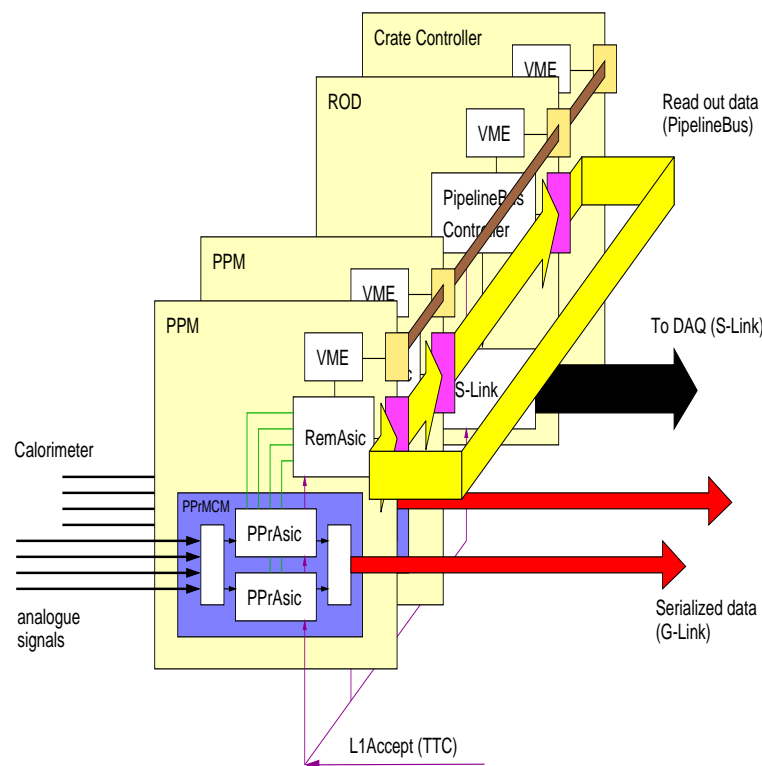 Crate Controller
VME
ROD
Read out data
(PipelineBus)
VME
PipelineBus
Controller
PPM
VME
PPM
To DAQ (S-Link)
VME
c
S-Link
RemAsic
Calorimeter
PPrMCM
PPrAsic
PPrAsic
analogue
signals
Serialized data
(G-Link)
L1Accept (TTC)